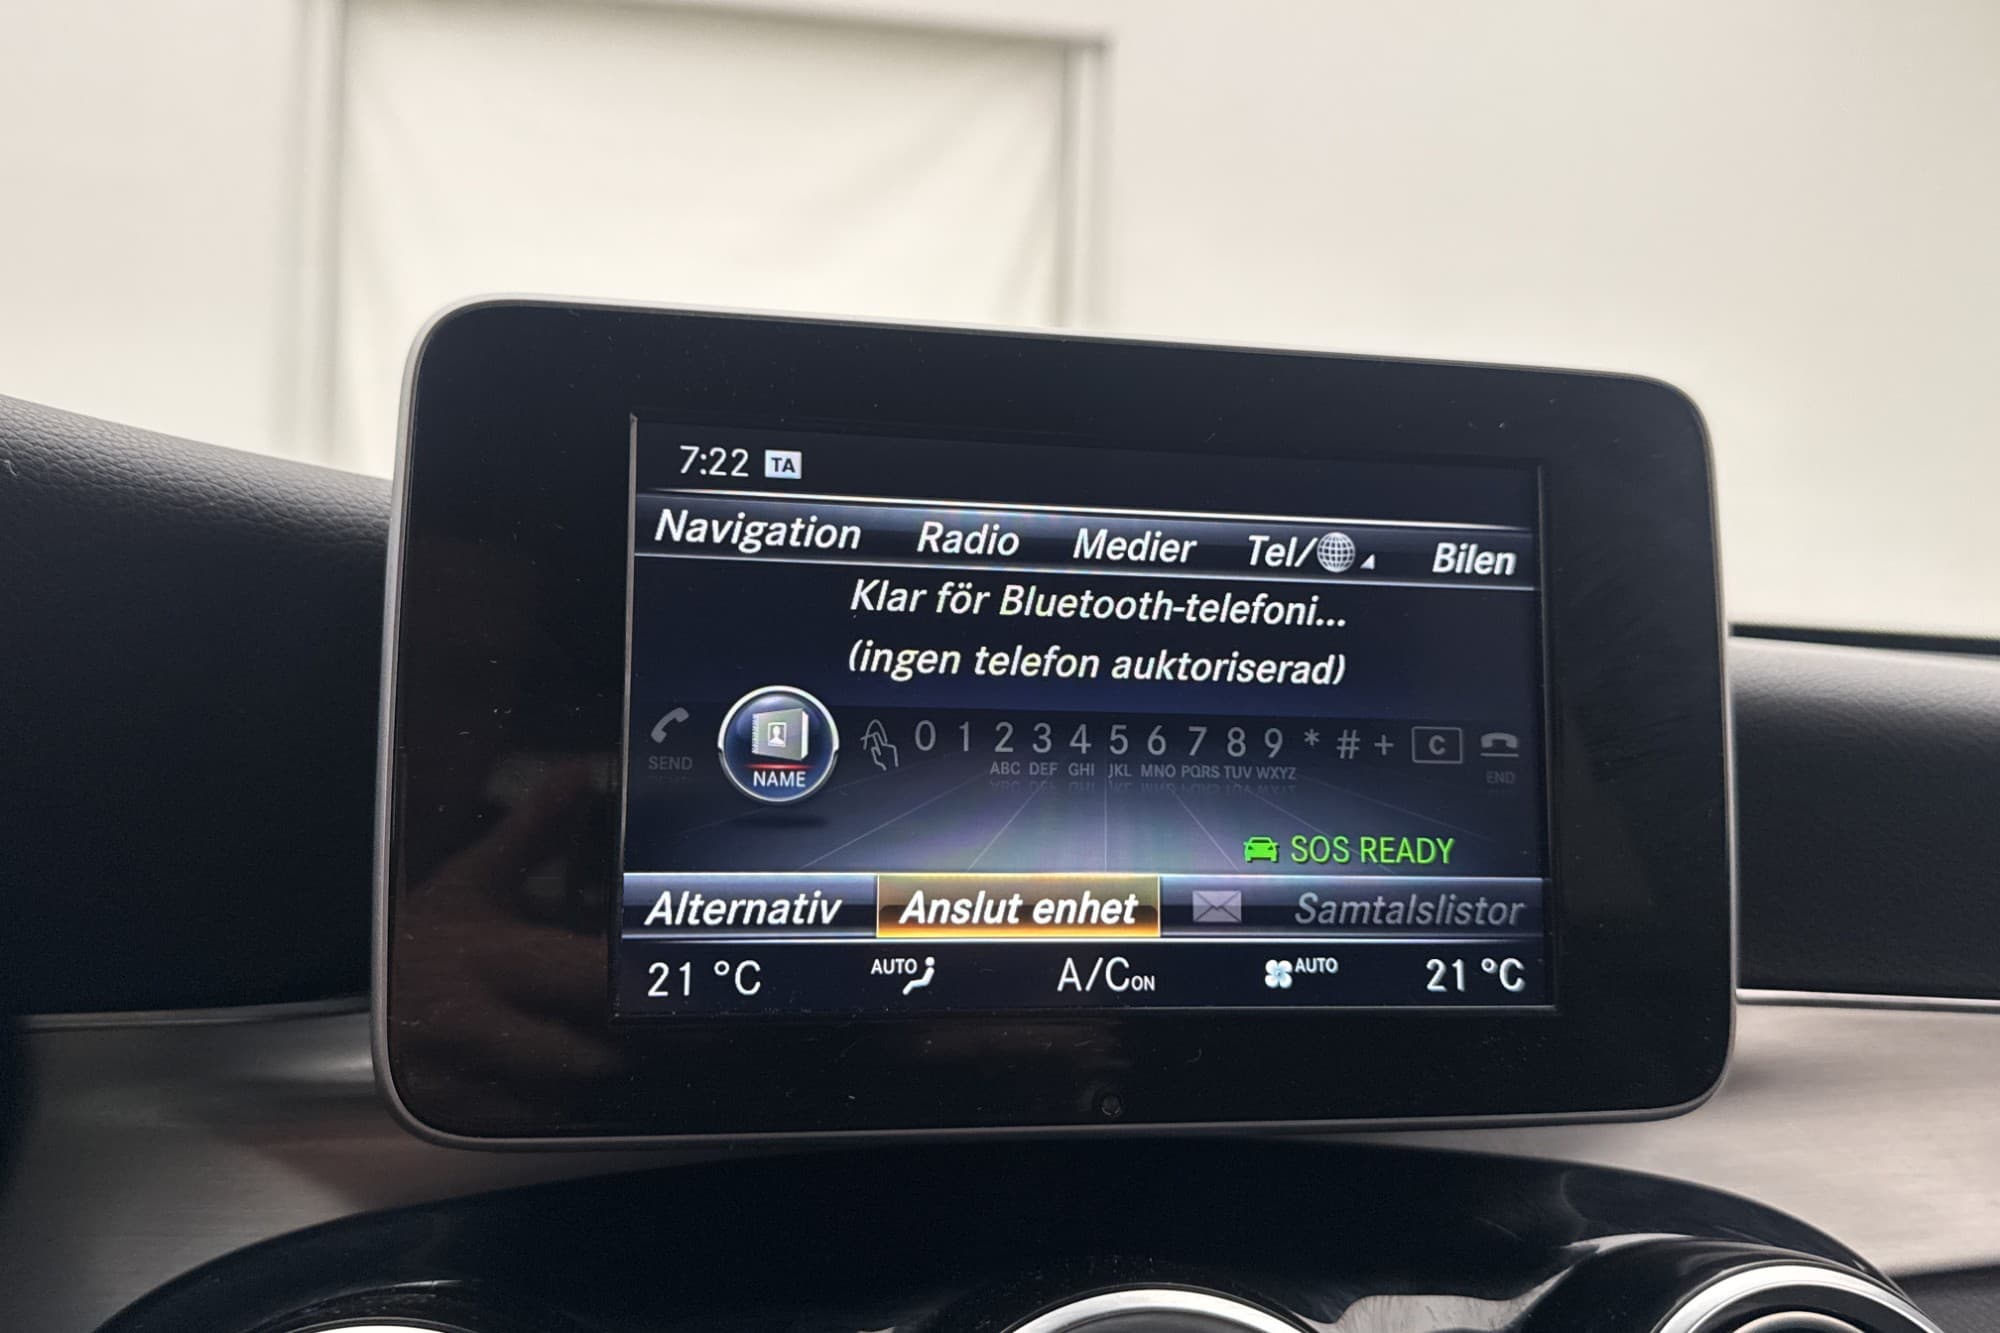 7:22 TA
Navigation Radio Medier Tel/ Bilen
Klar för Bluetooth-telefoni...
(ingen telefon auktoriserad)
SEND NAME 0 1 2 3 4 5 6 7 8 9 * # + C END
ABC DEF GHI JKL MNO PQRS TUV WXYZ
SOS READY
Alternativ Anslut enhet Samtalslistor
21 °C AUTO A/C ON AUTO 21 °C